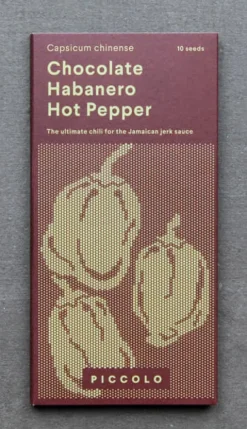 Capsicum chinense 10 seeds
Chocolate
Habanero
Hot Pepper
The ultimate chili for the Jamaican jerk sauce
PICCOLO